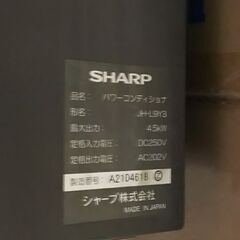 SHARP
品名： パワーコンディショナ
形名： JH-L9Y3
最大出力： 4.5kW
定格入力電圧： DC250V
定格出力電圧： AC202V
製造番号： A210461B
シャープ株式会社
MADE IN JAPAN